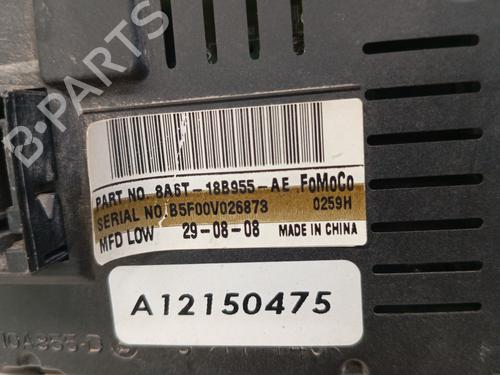 B-PARTS
PART NO. 8A6T-18B955-AE FoMoCo
SERIAL NO.B5F00V026873 0259H
MFD LOW 29-08-08 MADE IN CHINA
A12150475